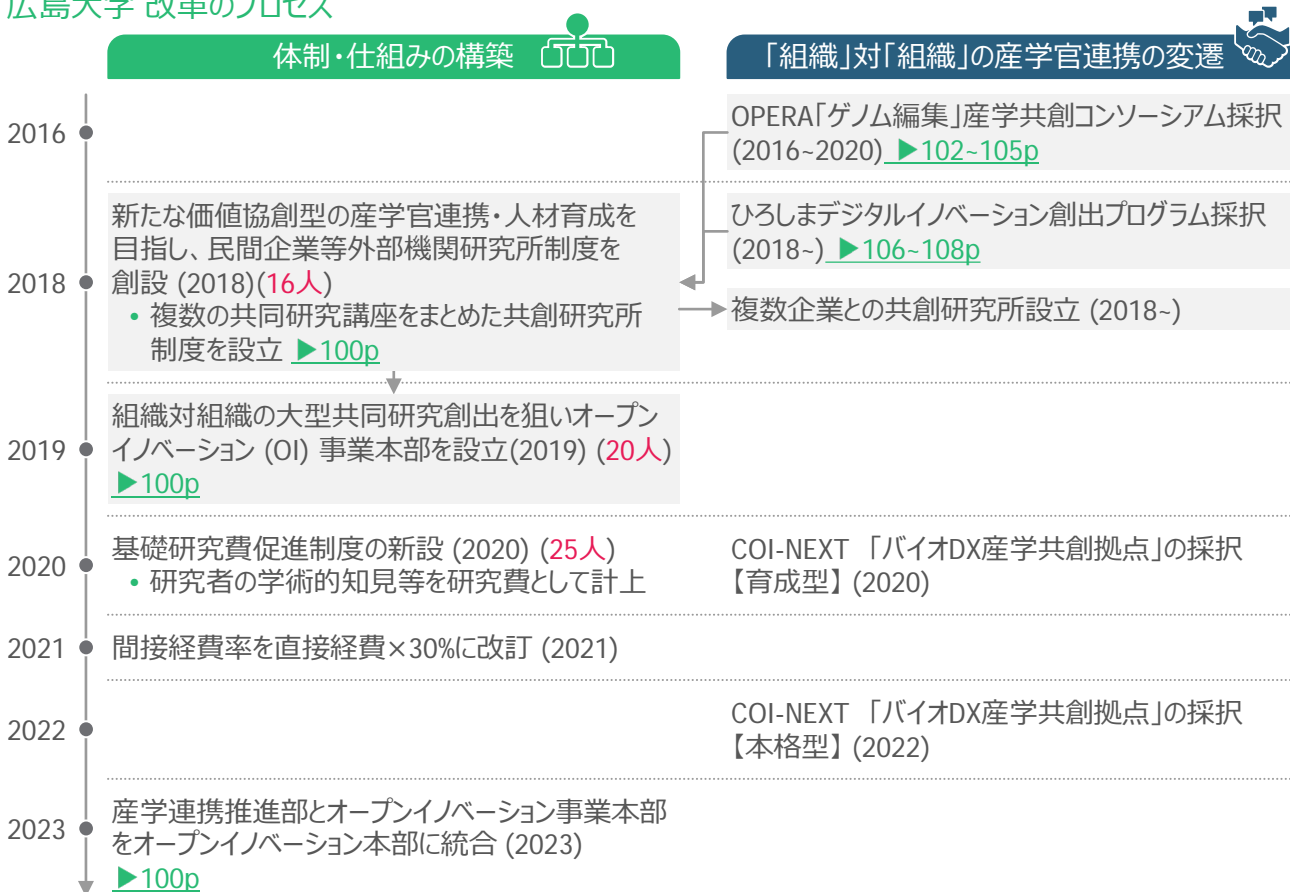 広島大学 改革のプロセス
体制・仕組みの構築
「組織」対「組織」の産学官連携の変遷
2016
OPERA「ゲノム編集」産学共創コンソーシアム採択
(2016~2020) ▶102~105p
2018
新たな価値協創型の産学官連携・人材育成を
目指し、民間企業等外部機関研究所制度を
創設 (2018)(16人)
• 複数の共同研究講座をまとめた共創研究所
制度を設立 ▶100p
ひろしまデジタルイノベーション創出プログラム採択
(2018~) ▶106~108p
複数企業との共創研究所設立 (2018~)
2019
組織対組織の大型共同研究創出を狙いオープン
イノベーション (OI) 事業本部を設立(2019) (20人)
▶100p
2020
基礎研究費促進制度の新設 (2020) (25人)
• 研究者の学術的知見等を研究費として計上
COI-NEXT 「バイオDX産学共創拠点」の採択
【育成型】 (2020)
2021
間接経費率を直接経費×30%に改訂 (2021)
2022
COI-NEXT 「バイオDX産学共創拠点」の採択
【本格型】 (2022)
2023
産学連携推進部とオープンイノベーション事業本部
をオープンイノベーション本部に統合 (2023)
▶100p